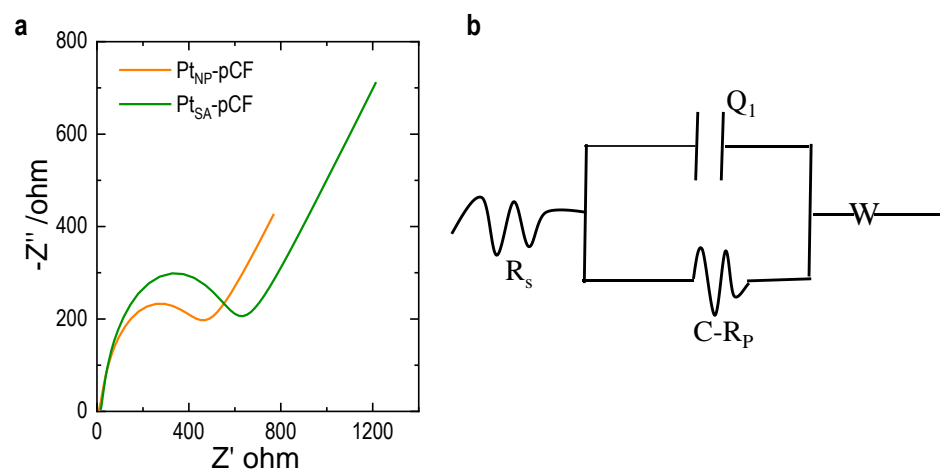 a
800
600
400
200
0
-Z'' /ohm
Pt_NP-pCF
Pt_SA-pCF
0 400 800 1200
Z' ohm
b
Q_1
R_s
C-R_P
W